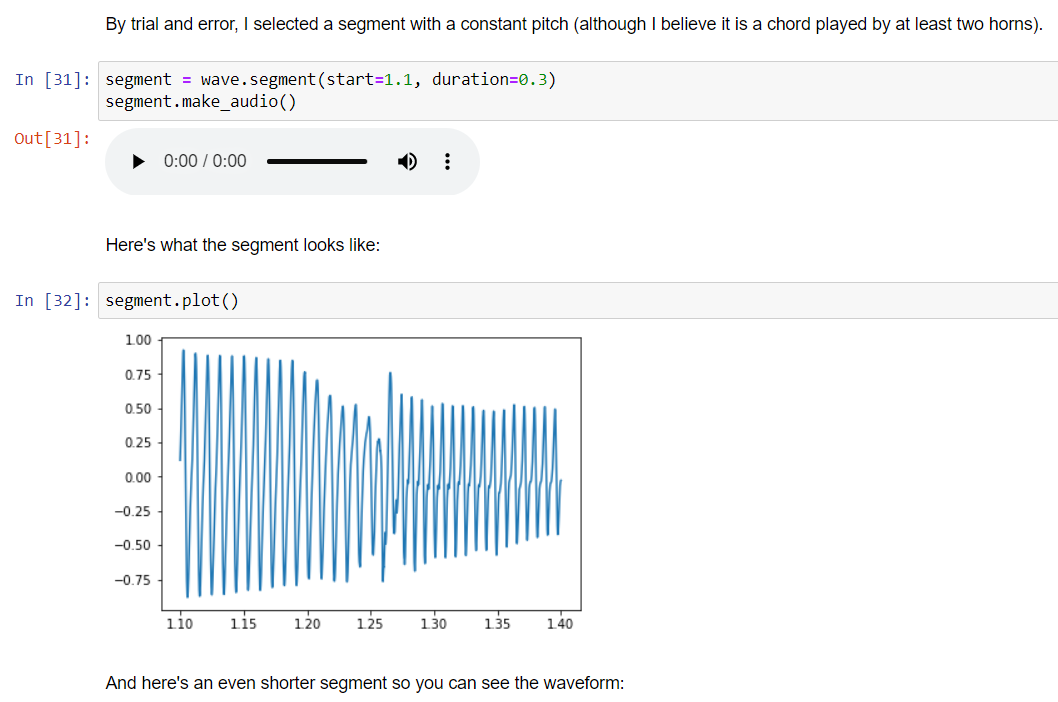 By trial and error, I selected a segment with a constant pitch (although I believe it is a chord played by at least two horns).
In [31]: segment = wave.segment(start=1.1, duration=0.3)
segment.make_audio()
Out[31]:
0:00 / 0:00
Here's what the segment looks like:
In [32]: segment.plot()
1.00
0.75
0.50
0.25
0.00
−0.25
−0.50
−0.75
1.10 1.15 1.20 1.25 1.30 1.35 1.40
And here's an even shorter segment so you can see the waveform: